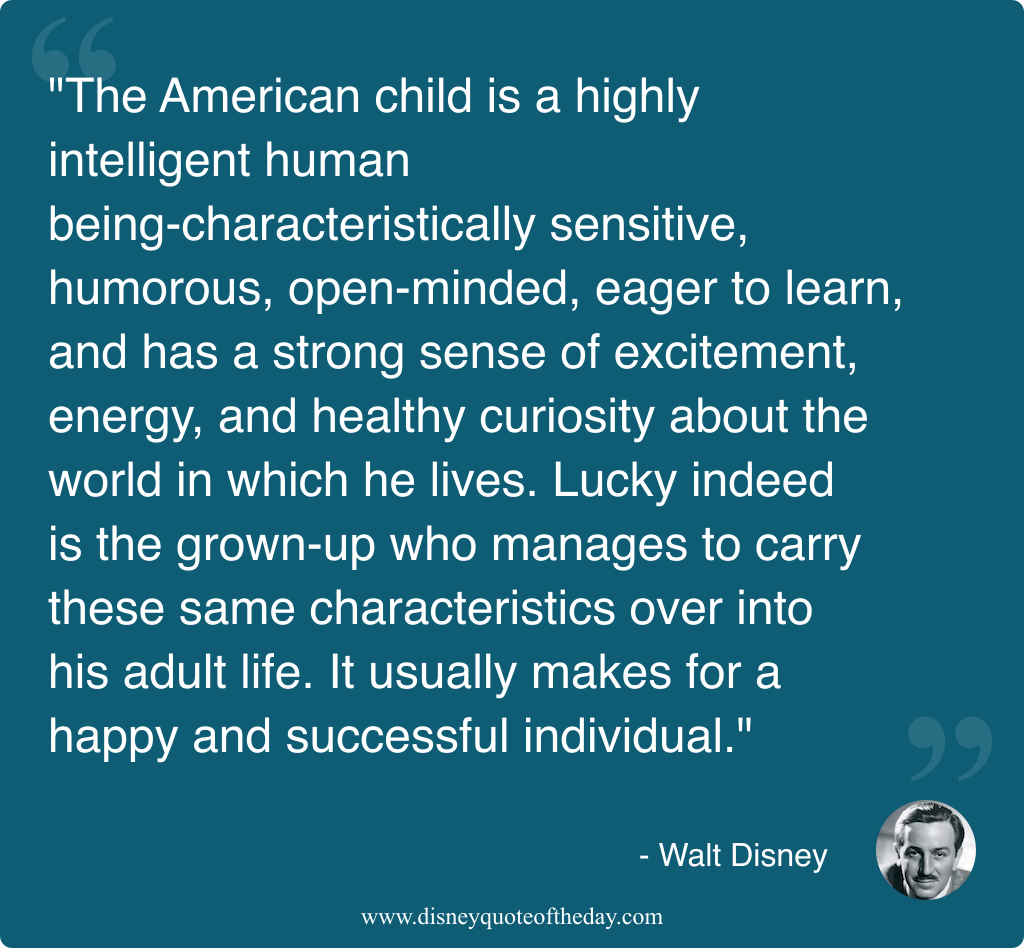 "The American child is a highly
intelligent human
being-characteristically sensitive,
humorous, open-minded, eager to learn,
and has a strong sense of excitement,
energy, and healthy curiosity about the
world in which he lives. Lucky indeed
is the grown-up who manages to carry
these same characteristics over into
his adult life. It usually makes for a
happy and successful individual."
- Walt Disney
www.disneyquoteoftheday.com